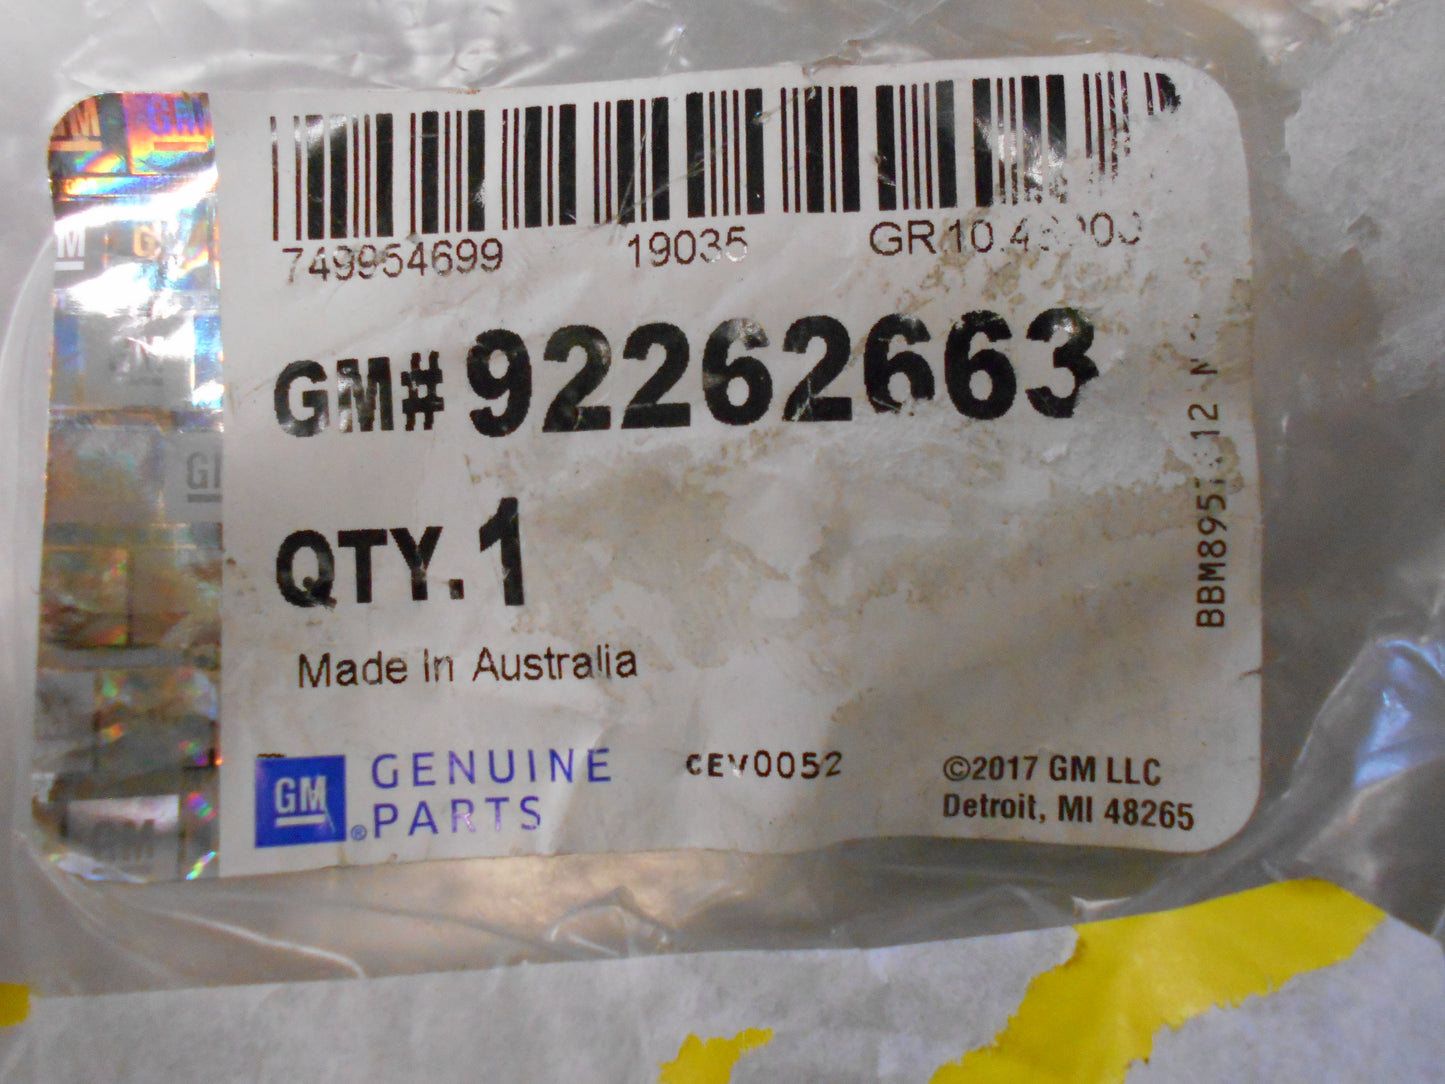 749954699 19035
GM# 92262663
QTY. 1
Made In Australia
GM GENUINE
® PARTS
CEV0052
©2017 GM LLC
Detroit, MI 48265